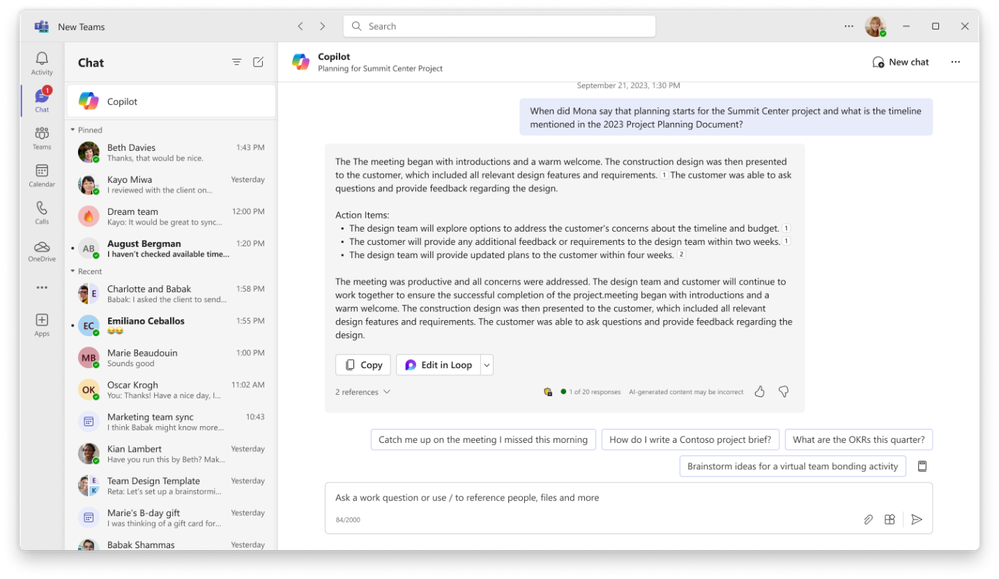 New Teams
Search
Activity
1
Chat
Teams
Calendar
Calls
OneDrive
Apps
Chat
Copilot
Pinned
Beth Davies 1:43 PM
Thanks, that would be nice.
Kayo Miwa Yesterday
I reviewed with the client on...
Dream team 12:00 PM
Kayo: It would be great to sync...
AB
August Bergman 1:20 PM
I haven't checked available time...
Recent
E
Charlotte and Babak 1:58 PM
Babak: I asked the client to send...
EC
Emiliano Ceballos 1:55 PM
😂😂
MB
Marie Beaudouin 1:00 PM
Sounds good
OK
Oscar Krogh 11:02 AM
You: Thanks! Have a nice day, I...
Marketing team sync 10:43
I think Babak might know more...
Kian Lambert Yesterday
Have you run this by Beth? Mak...
E
K
Team Design Template Yesterday
Reta: Let's set up a brainstormi...
Marie's B-day gift Yesterday
I was thinking of a gift card for...
Babak Shammas Yesterday
Copilot
Planning for Summit Center Project
New chat
September 21, 2023, 1:30 PM
When did Mona say that planning starts for the Summit Center project and what is the timeline
mentioned in the 2023 Project Planning Document?
The The meeting began with introductions and a warm welcome. The construction design was then presented
to the customer, which included all relevant design features and requirements. 1 The customer was able to ask
questions and provide feedback regarding the design.
Action Items:
• The design team will explore options to address the customer's concerns about the timeline and budget. 1
• The customer will provide any additional feedback or requirements to the design team within two weeks. 1
• The design team will provide updated plans to the customer within four weeks. 2
The meeting was productive and all concerns were addressed. The design team and customer will continue to
work together to ensure the successful completion of the project.meeting began with introductions and a
warm welcome. The construction design was then presented to the customer, which included all relevant
design features and requirements. The customer was able to ask questions and provide feedback regarding the
design.
Copy
Edit in Loop
2 references
1 of 20 responses
AI-generated content may be incorrect
Catch me up on the meeting I missed this morning
How do I write a Contoso project brief?
What are the OKRs this quarter?
Brainstorm ideas for a virtual team bonding activity
Ask a work question or use / to reference people, files and more
84/2000